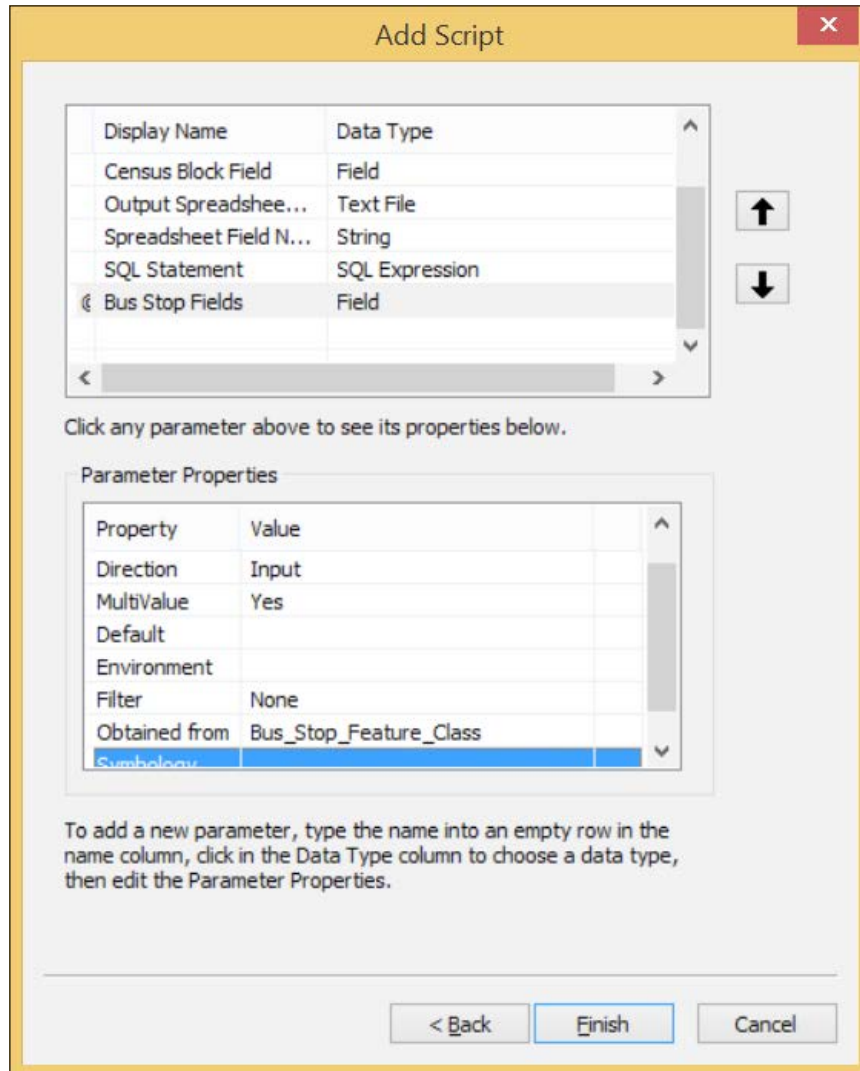 Add Script
Display Name Data Type
Census Block Field Field
Output Spreadshee... Text File
Spreadsheet Field N... String
SQL Statement SQL Expression
Bus Stop Fields Field
Click any parameter above to see its properties below.
Parameter Properties
Property Value
Direction Input
MultiValue Yes
Default
Environment
Filter None
Obtained from Bus_Stop_Feature_Class
Symbology
To add a new parameter, type the name into an empty row in the
name column, click in the Data Type column to choose a data type,
then edit the Parameter Properties.
< Back Finish Cancel